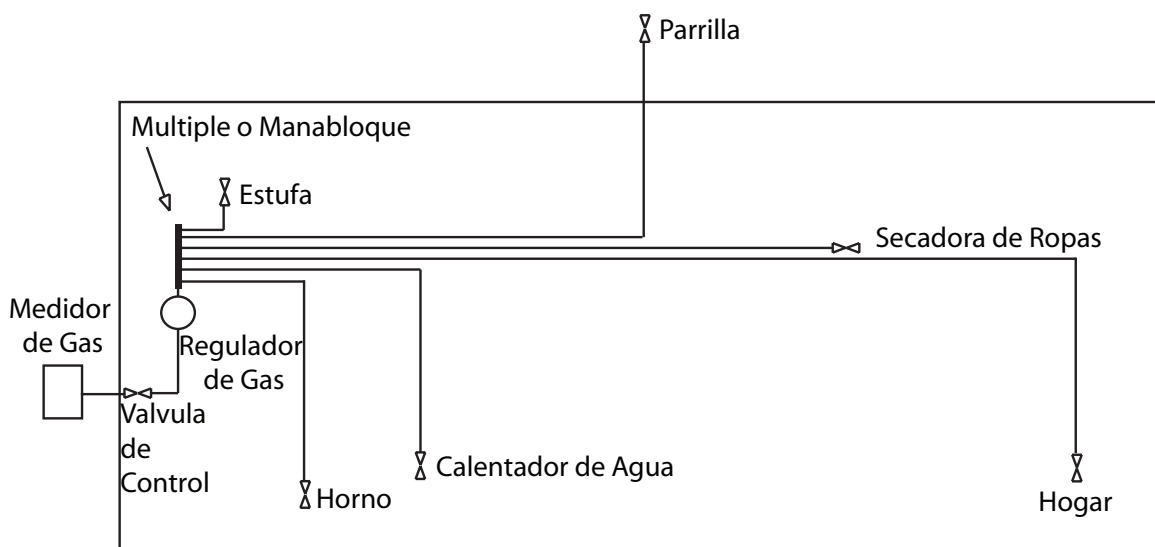 Parrilla
Multiple o Manabloque
Estufa
Secadora de Ropas
Medidor
de Gas
Regulador
de Gas
Valvula
de
Control
Calentador de Agua
Horno
Hogar